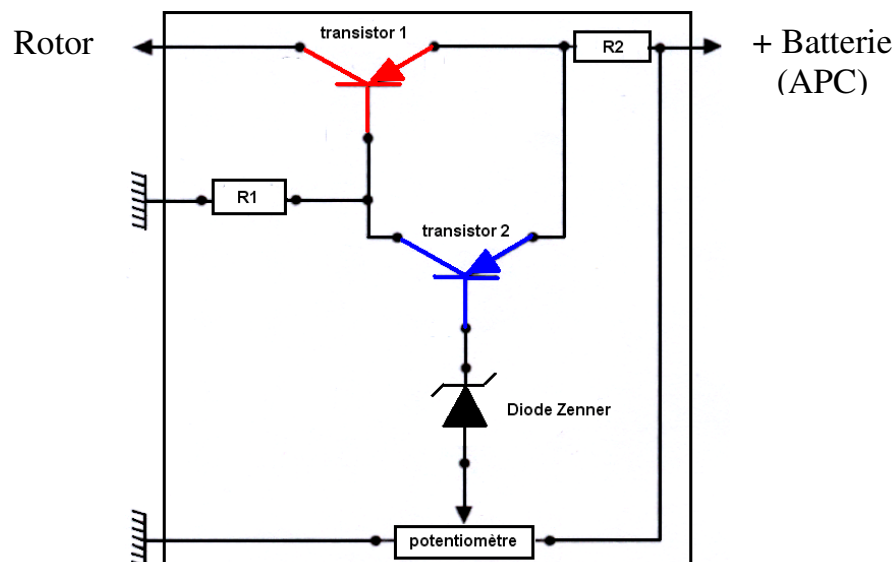 Rotor
transistor 1
R2
+ Batterie
(APC)
R1
transistor 2
Diode Zenner
potentiomètre